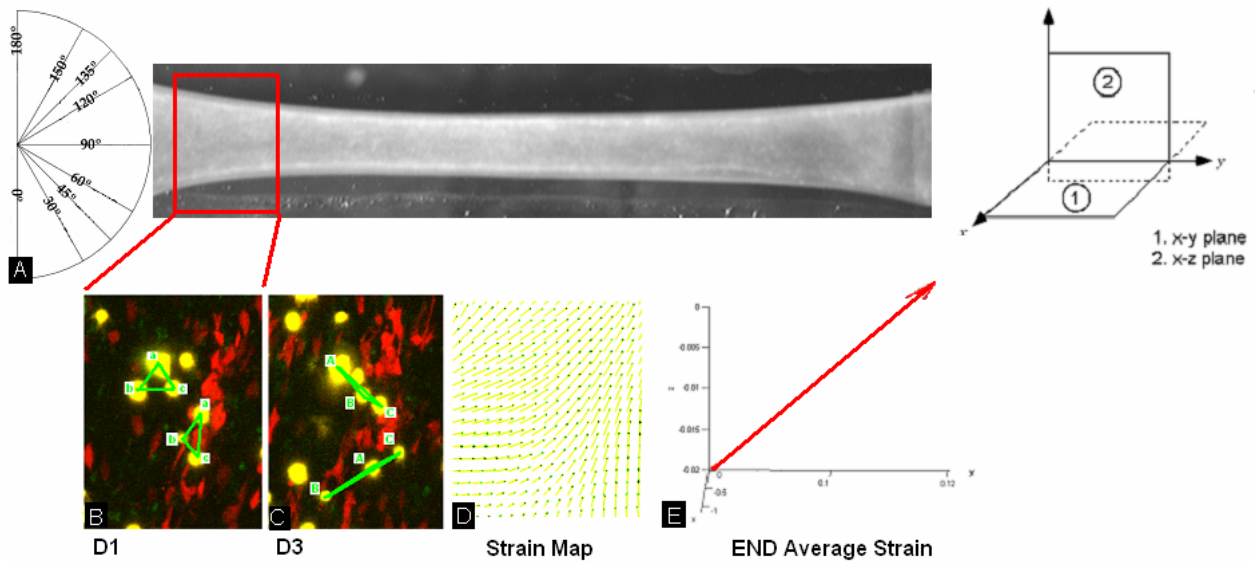 180°
150°
135°
120°
90°
60°
45°
30°
0°
A
2
y
1
x
1. x-y plane
2. x-z plane
a
b
c
a
b
c
B
D1
A
B
C
C
A
B
C
D3
D
Strain Map
0
-0.005
-0.01
-0.015
-0.02
z
0
0.1
0.12
x
-0.5
-1
E
END Average Strain